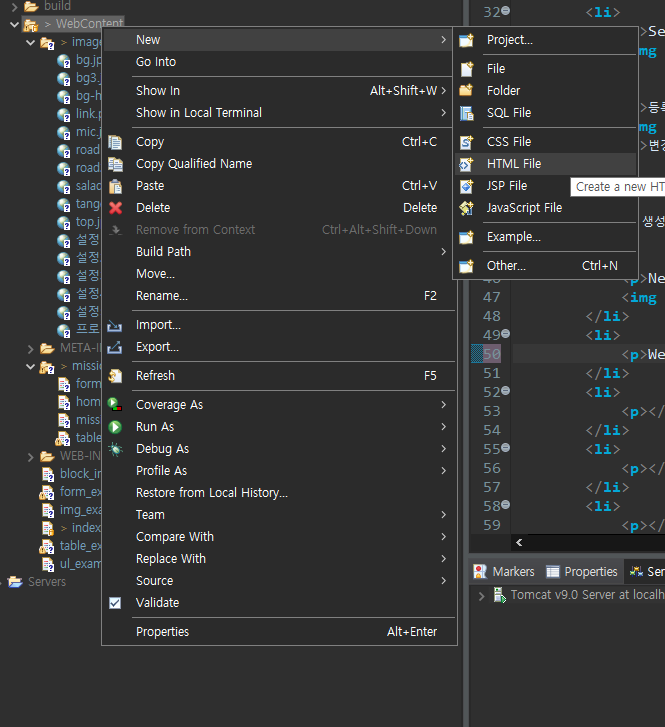 build
> WebContent
> imag
bg.jp
bg3.j
bg-h
link.p
mic.j
road
road
salad
tange
top.j
설정
설정
설정
설정
설정
프로
META-II
> missio
form
hom
miss
table
WEB-IN
block_in
form_ex
img_exa
> index
table_ex
ul_exam
Servers
New
Go Into
Show In Alt+Shift+W
Show in Local Terminal
Copy Ctrl+C
Copy Qualified Name
Paste Ctrl+V
Delete Delete
Remove from Context Ctrl+Alt+Shift+Down
Build Path
Move...
Rename... F2
Import...
Export...
Refresh F5
Coverage As
Run As
Debug As
Profile As
Restore from Local History...
Team
Compare With
Replace With
Source
Validate
Properties Alt+Enter
Project...
File
Folder
SQL File
CSS File
HTML File
JSP File
JavaScript File
Example...
Other... Ctrl+N
Create a new HT
32 <li>
>Se
mg
>등록
mg
>변경
생성
<p>Ne
47 <img
48 </li>
49 <li>
50 <p>We
51 </li>
52 <li>
53 <p></
54 </li>
55 <li>
56 <p></
57 </li>
58 <li>
59 <p></
Markers Properties Ser
Tomcat v9.0 Server at localh